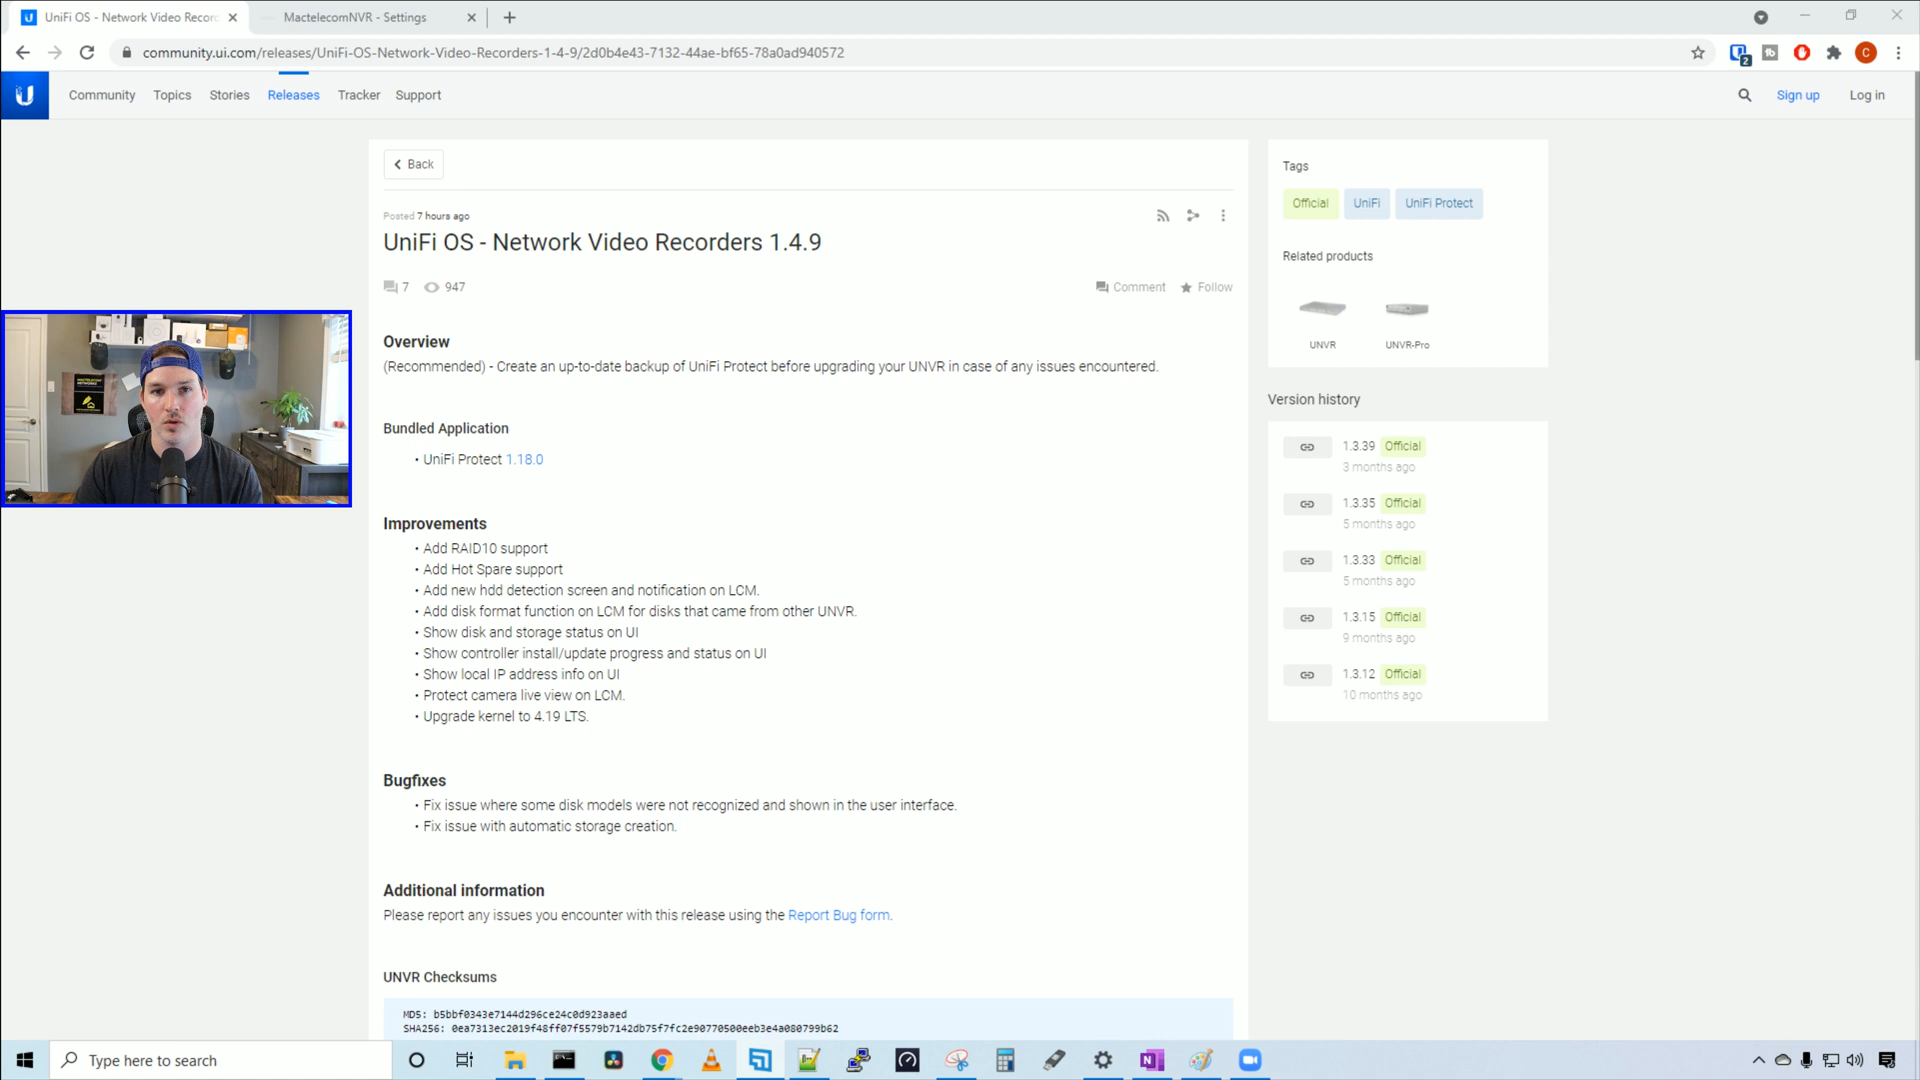 UniFi OS - Network Video Recorc
MactelecomNVR - Settings
community.ui.com/releases/UniFi-OS-Network-Video-Recorders-1-4-9/2d0b4e43-7132-44ae-bf65-78a0ad940572
2
C
Community
Topics
Stories
Releases
Tracker
Support
Sign up
Log in
Back
Posted 7 hours ago
UniFi OS - Network Video Recorders 1.4.9
7
947
Comment
Follow
Overview
(Recommended) - Create an up-to-date backup of UniFi Protect before upgrading your UNVR in case of any issues encountered.
Bundled Application
• UniFi Protect 1.18.0
Improvements
• Add RAID10 support
• Add Hot Spare support
• Add new hdd detection screen and notification on LCM.
• Add disk format function on LCM for disks that came from other UNVR.
• Show disk and storage status on UI
• Show controller install/update progress and status on UI
• Show local IP address info on UI
• Protect camera live view on LCM.
• Upgrade kernel to 4.19 LTS.
Bugfixes
• Fix issue where some disk models were not recognized and shown in the user interface.
• Fix issue with automatic storage creation.
Additional information
Please report any issues you encounter with this release using the Report Bug form.
UNVR Checksums
MD5: b5bbf0343e7144d296ce24c0d923aaed
SHA256: 0ea7313ec2019f48ff07f5579b7142db75f7fc2e90770500eeb3e4a080799b62
Tags
Official
UniFi
UniFi Protect
Related products
UNVR
UNVR-Pro
Version history
1.3.39 Official
3 months ago
1.3.35 Official
5 months ago
1.3.33 Official
5 months ago
1.3.15 Official
9 months ago
1.3.12 Official
10 months ago
Type here to search